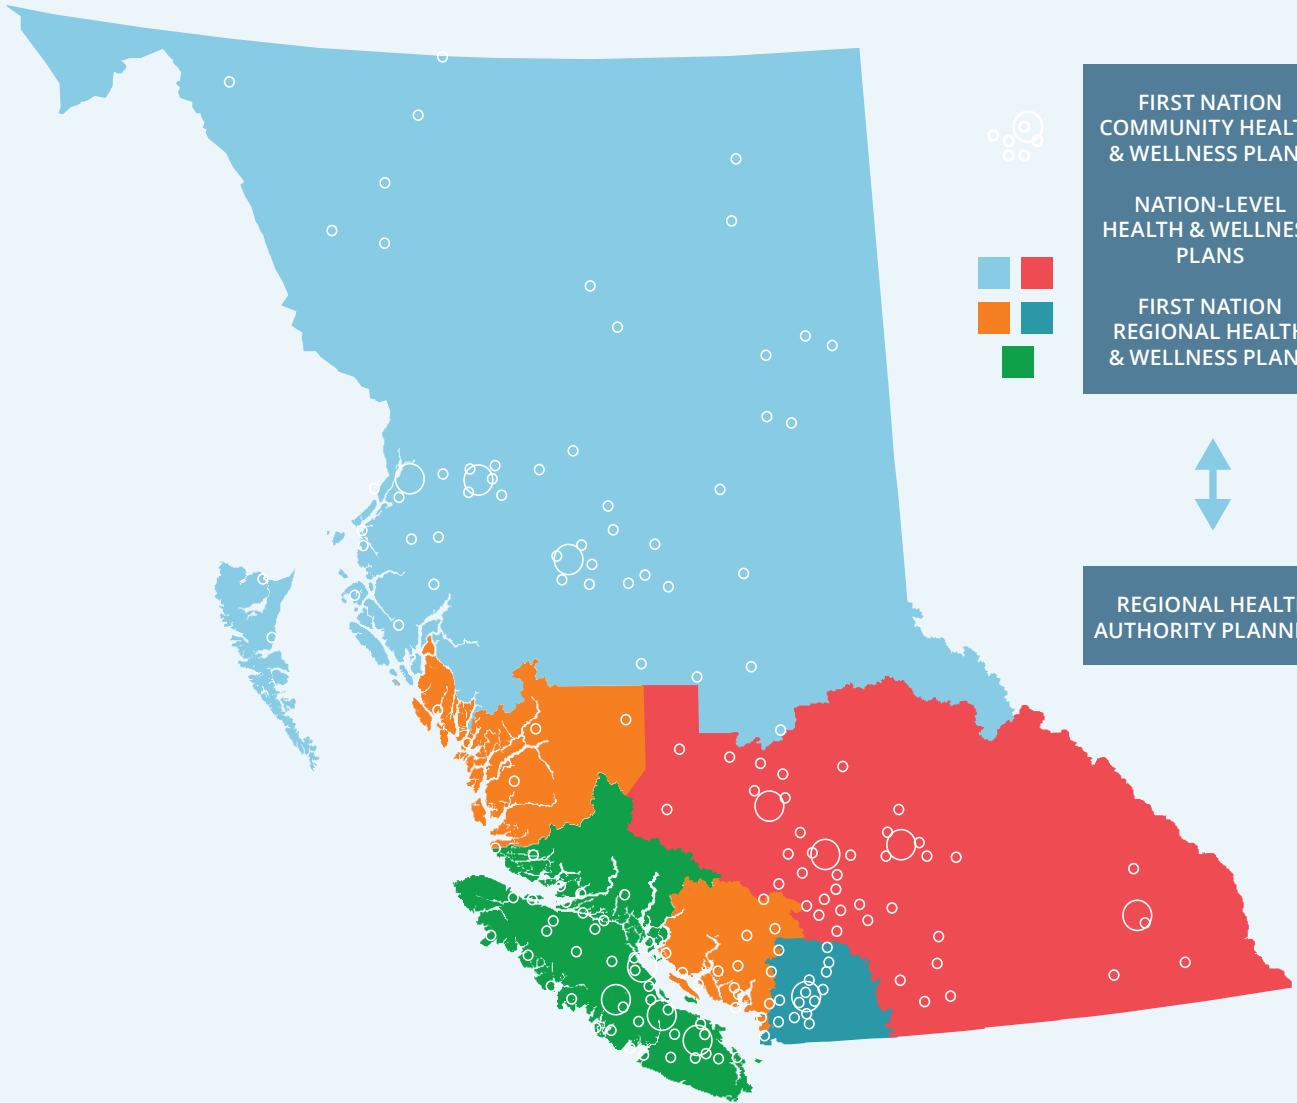 FIRST NATION
COMMUNITY HEALT
& WELLNESS PLAN
NATION-LEVEL
HEALTH & WELLNES
PLANS
FIRST NATION
REGIONAL HEALTH
& WELLNESS PLAN
REGIONAL HEALT
AUTHORITY PLANNI